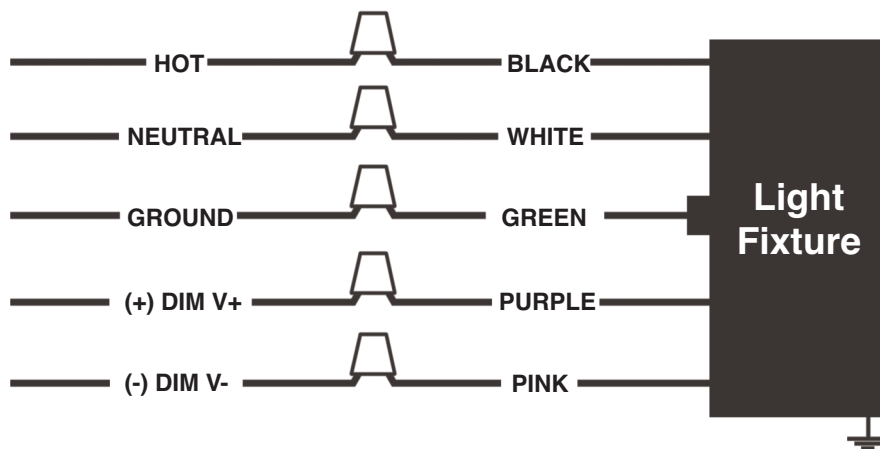 HOT BLACK
NEUTRAL WHITE
GROUND GREEN
(+) DIM V+ PURPLE
(-) DIM V- PINK
Light
Fixture